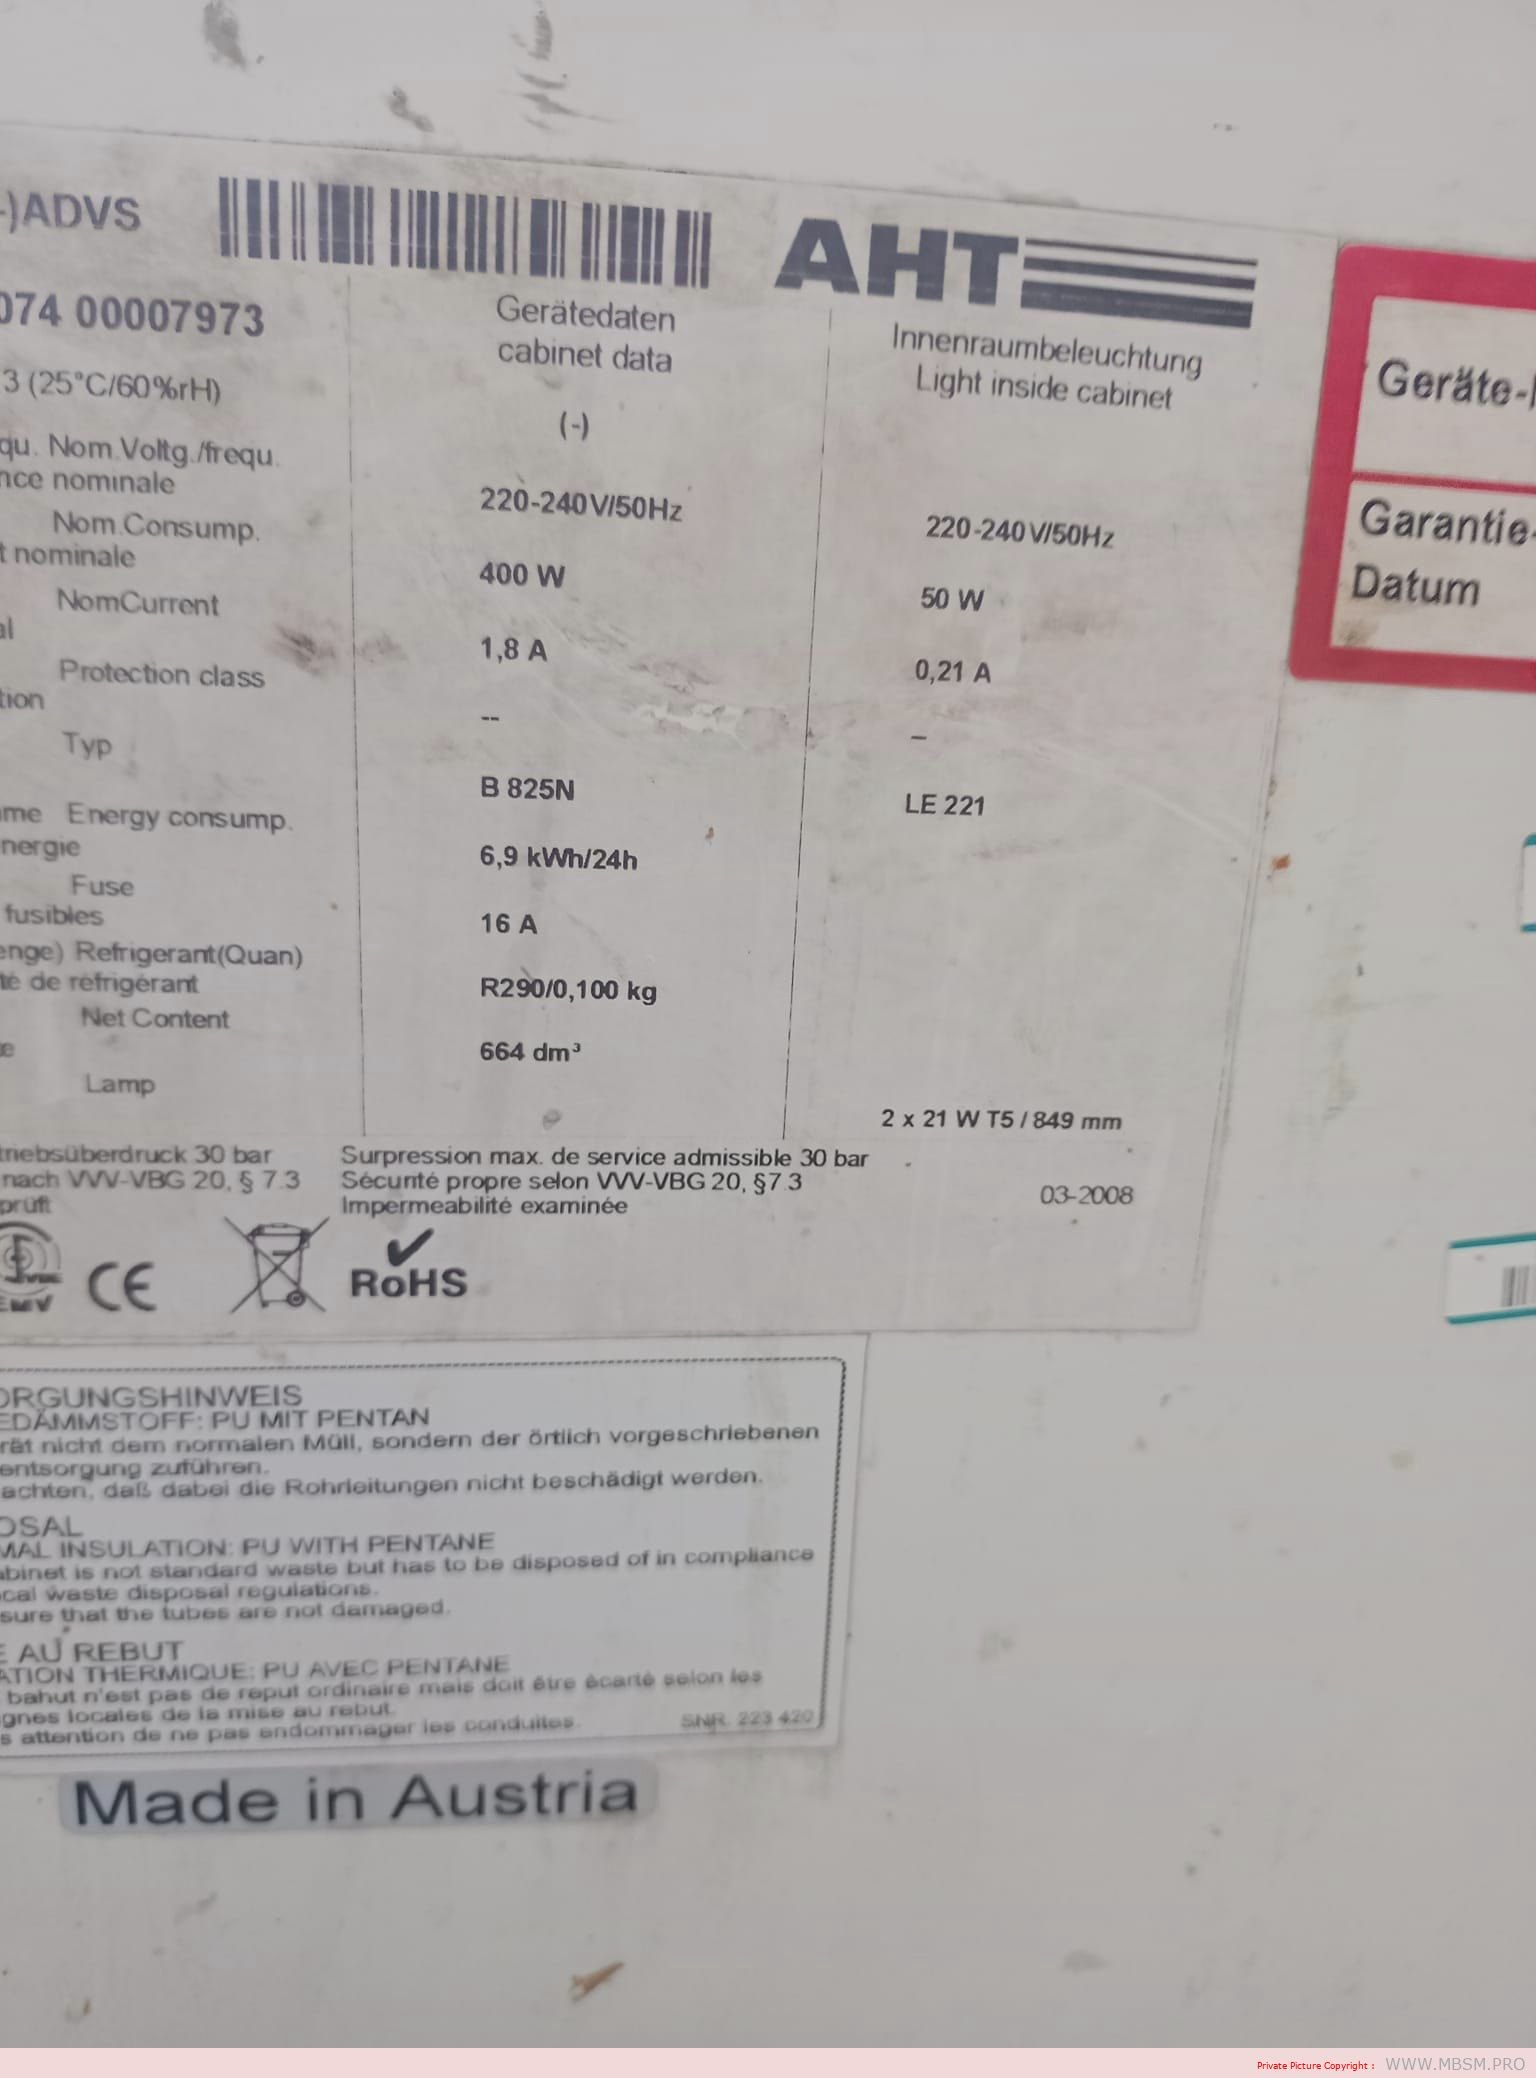 -)ADVS
AHT
074 00007973
Gerätedaten
cabinet data
Innenraumbeleuchtung
Light inside cabinet
3 (25°C/60%rH)
(-)
qu. Nom.Voltg./frequ.
nce nominale
220-240V/50Hz
220-240V/50Hz
Nom.Consump.
t nominale
400 W
50 W
NomCurrent
al
1,8 A
0,21 A
Protection class
tion
--
–
Typ
B 825N
LE 221
me Energy consump.
nergie
6,9 kWh/24h
Fuse
fusibles
16 A
enge) Refrigerant(Quan)
té de réfrigérant
R290/0,100 kg
Net Content
e
664 dm³
Lamp
2 x 21 W T5 / 849 mm
triebsüberdruck 30 bar
nach VVV-VBG 20, § 7.3
prüft
Surpression max. de service admissible 30 bar
Sécurité propre selon VVV-VBG 20, §7.3
Impermeabilité examinée
03-2008
EMV
CE
RoHS
Geräte-
Garantie-
Datum
ORGUNGSHINWEIS
EDÄMMSTOFF: PU MIT PENTAN
rät nicht dem normalen Müll, sondern der örtlich vorgeschriebenen
entsorgung zuführen.
achten, daß dabei die Rohrleitungen nicht beschädigt werden.
OSAL
MAL INSULATION: PU WITH PENTANE
abinet is not standard waste but has to be disposed of in compliance
cal waste disposal regulations.
sure that the tubes are not damaged.
E AU REBUT
ATION THERMIQUE: PU AVEC PENTANE
bahut n'est pas de reput ordinaire mais doit être écarté selon les
gnes locales de la mise au rebut.
s attention de ne pas endommager les conduites.
SNR. 223 420
Made in Austria
Private Picture Copyright : WWW.MBSM.PRO